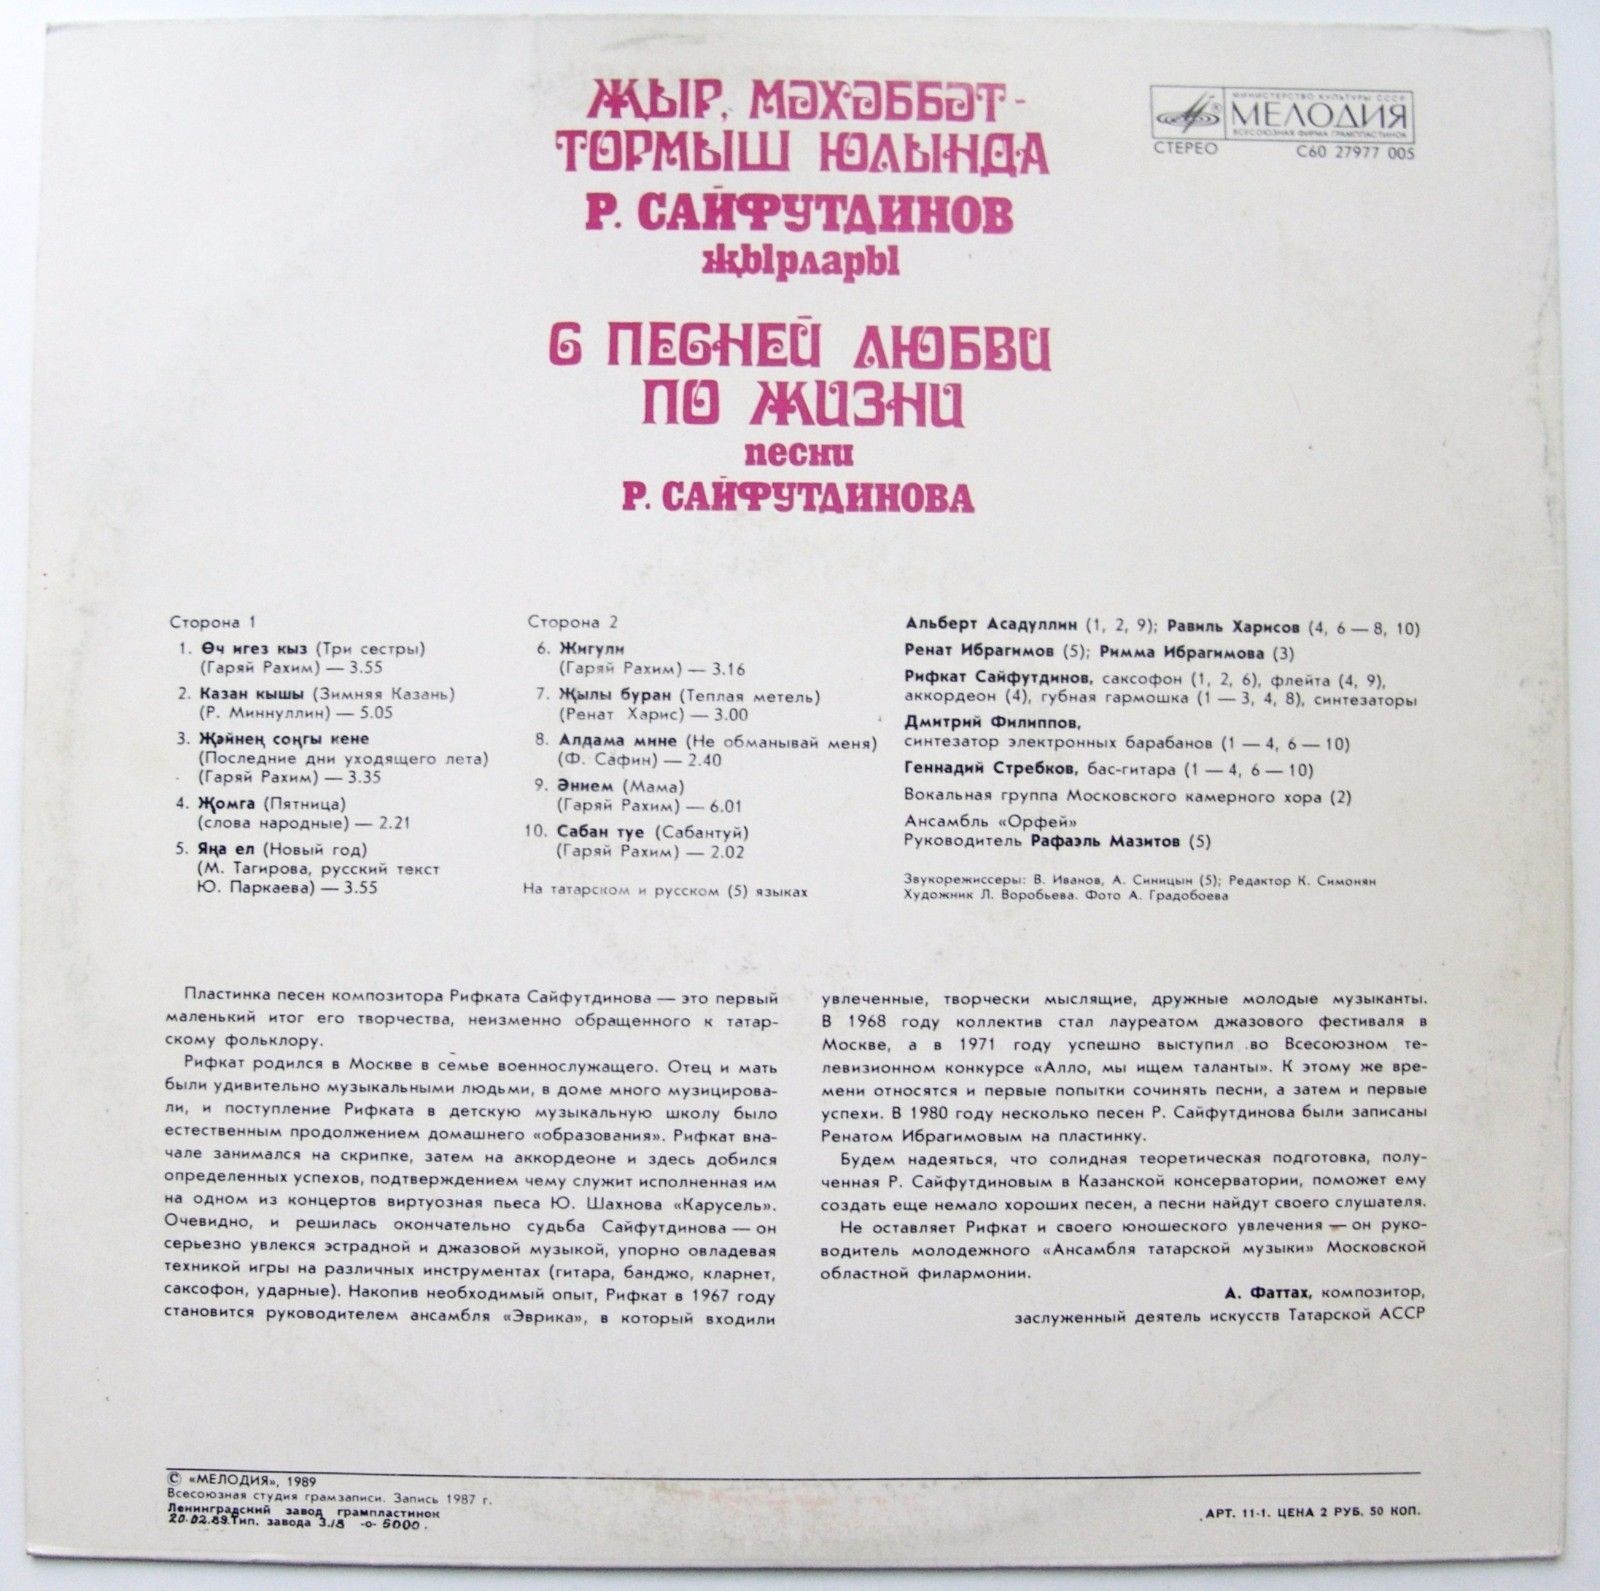 ҖЫР, МӘХӘББӘТ -
ТОРМЫШ ЮЛЫНДА
Р. САЙФУТДИНОВ
җырлары
С ПЕСНЕЙ ЛЮБВИ
ПО ЖИЗНИ
песни
Р. САЙФУТДИНОВА
МИНИСТЕРСТВО КУЛЬТУРЫ СССР
МЕЛОДИЯ
ВСЕСОЮЗНАЯ ФИРМА ГРАМПЛАСТИНОК
СТЕРЕО С60 27977 005
Сторона 1
1. Өч игез кыз (Три сестры)
(Гаряй Рахим) — 3.55
2. Казан кышы (Зимняя Казань)
(Р. Миннуллин) — 5.05
3. Җәйнең соңгы кене
(Последние дни уходящего лета)
(Гаряй Рахим) — 3.35
4. Җомга (Пятница)
(слова народные) — 2.21
5. Яңа ел (Новый год)
(М. Тагирова, русский текст
Ю. Паркаева) — 3.55
Сторона 2
6. Жигули
(Гаряй Рахим) — 3.16
7. Җылы буран (Теплая метель)
(Ренат Харис) — 3.00
8. Алдама мине (Не обманывай меня)
(Ф. Сафин) — 2.40
9. Әнием (Мама)
(Гаряй Рахим) — 6.01
10. Сабан туе (Сабантуй)
(Гаряй Рахим) — 2.02
На татарском и русском (5) языках
Альберт Асадуллин (1, 2, 9); Равиль Харисов (4, 6 — 8, 10)
Ренат Ибрагимов (5); Римма Ибрагимова (3)
Рифкат Сайфутдинов, саксофон (1, 2, 6), флейта (4, 9),
аккордеон (4), губная гармошка (1 — 3, 4, 8), синтезаторы
Дмитрий Филиппов,
синтезатор электронных барабанов (1 — 4, 6 — 10)
Геннадий Стребков, бас-гитара (1 — 4, 6 — 10)
Вокальная группа Московского камерного хора (2)
Ансамбль «Орфей»
Руководитель Рафаэль Мазитов (5)
Звукорежиссеры: В. Иванов, А. Синицын (5); Редактор К. Симонян
Художник Л. Воробьева. Фото А. Градобоева
Пластинка песен композитора Рифката Сайфутдинова — это первый
маленький итог его творчества, неизменно обращенного к татар-
скому фольклору.
Рифкат родился в Москве в семье военнослужащего. Отец и мать
были удивительно музыкальными людьми, в доме много музицирова-
ли, и поступление Рифката в детскую музыкальную школу было
естественным продолжением домашнего «образования». Рифкат вна-
чале занимался на скрипке, затем на аккордеоне и здесь добился
определенных успехов, подтверждением чему служит исполненная им
на одном из концертов виртуозная пьеса Ю. Шахнова «Карусель».
Очевидно, и решилась окончательно судьба Сайфутдинова — он
серьезно увлекся эстрадной и джазовой музыкой, упорно овладевая
техникой игры на различных инструментах (гитара, банджо, кларнет,
саксофон, ударные). Накопив необходимый опыт, Рифкат в 1967 году
становится руководителем ансамбля «Эврика», в который входили
увлеченные, творчески мыслящие, дружные молодые музыканты.
В 1968 году коллектив стал лауреатом джазового фестиваля в
Москве, а в 1971 году успешно выступил во Всесоюзном те-
левизионном конкурсе «Алло, мы ищем таланты». К этому же вре-
мени относятся и первые попытки сочинять песни, а затем и первые
успехи. В 1980 году несколько песен Р. Сайфутдинова были записаны
Ренатом Ибрагимовым на пластинку.
Будем надеяться, что солидная теоретическая подготовка, полу-
ченная Р. Сайфутдиновым в Казанской консерватории, поможет ему
создать еще немало хороших песен, а песни найдут своего слушателя.
Не оставляет Рифкат и своего юношеского увлечения — он руко-
водитель молодежного «Ансамбля татарской музыки» Московской
областной филармонии.
А. Фаттах, композитор,
заслуженный деятель искусств Татарской АССР
© «МЕЛОДИЯ», 1989
Всесоюзная студия грамзаписи. Запись 1987 г.
Ленинградский завод грампластинок
20.02.89.Тип. завода З.18 -о- 5000.
АРТ. 11-1. ЦЕНА 2 РУБ. 50 КОП.